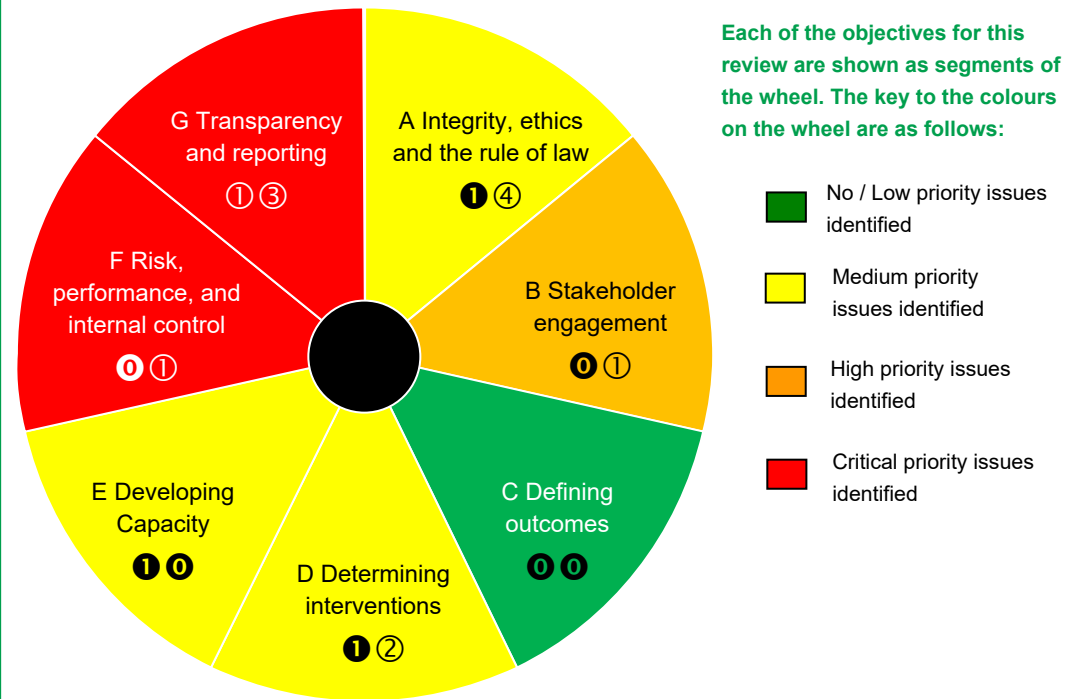 G Transparency
and reporting
①③
A Integrity, ethics
and the rule of law
❶④
B Stakeholder
engagement
⓿①
C Defining
outcomes
⓿⓿
D Determining
interventions
❶②
E Developing
Capacity
❶⓿
F Risk,
performance, and
internal control
⓿①
Each of the objectives for this
review are shown as segments of
the wheel. The key to the colours
on the wheel are as follows:
No / Low priority issues
identified
Medium priority
issues identified
High priority issues
identified
Critical priority issues
identified